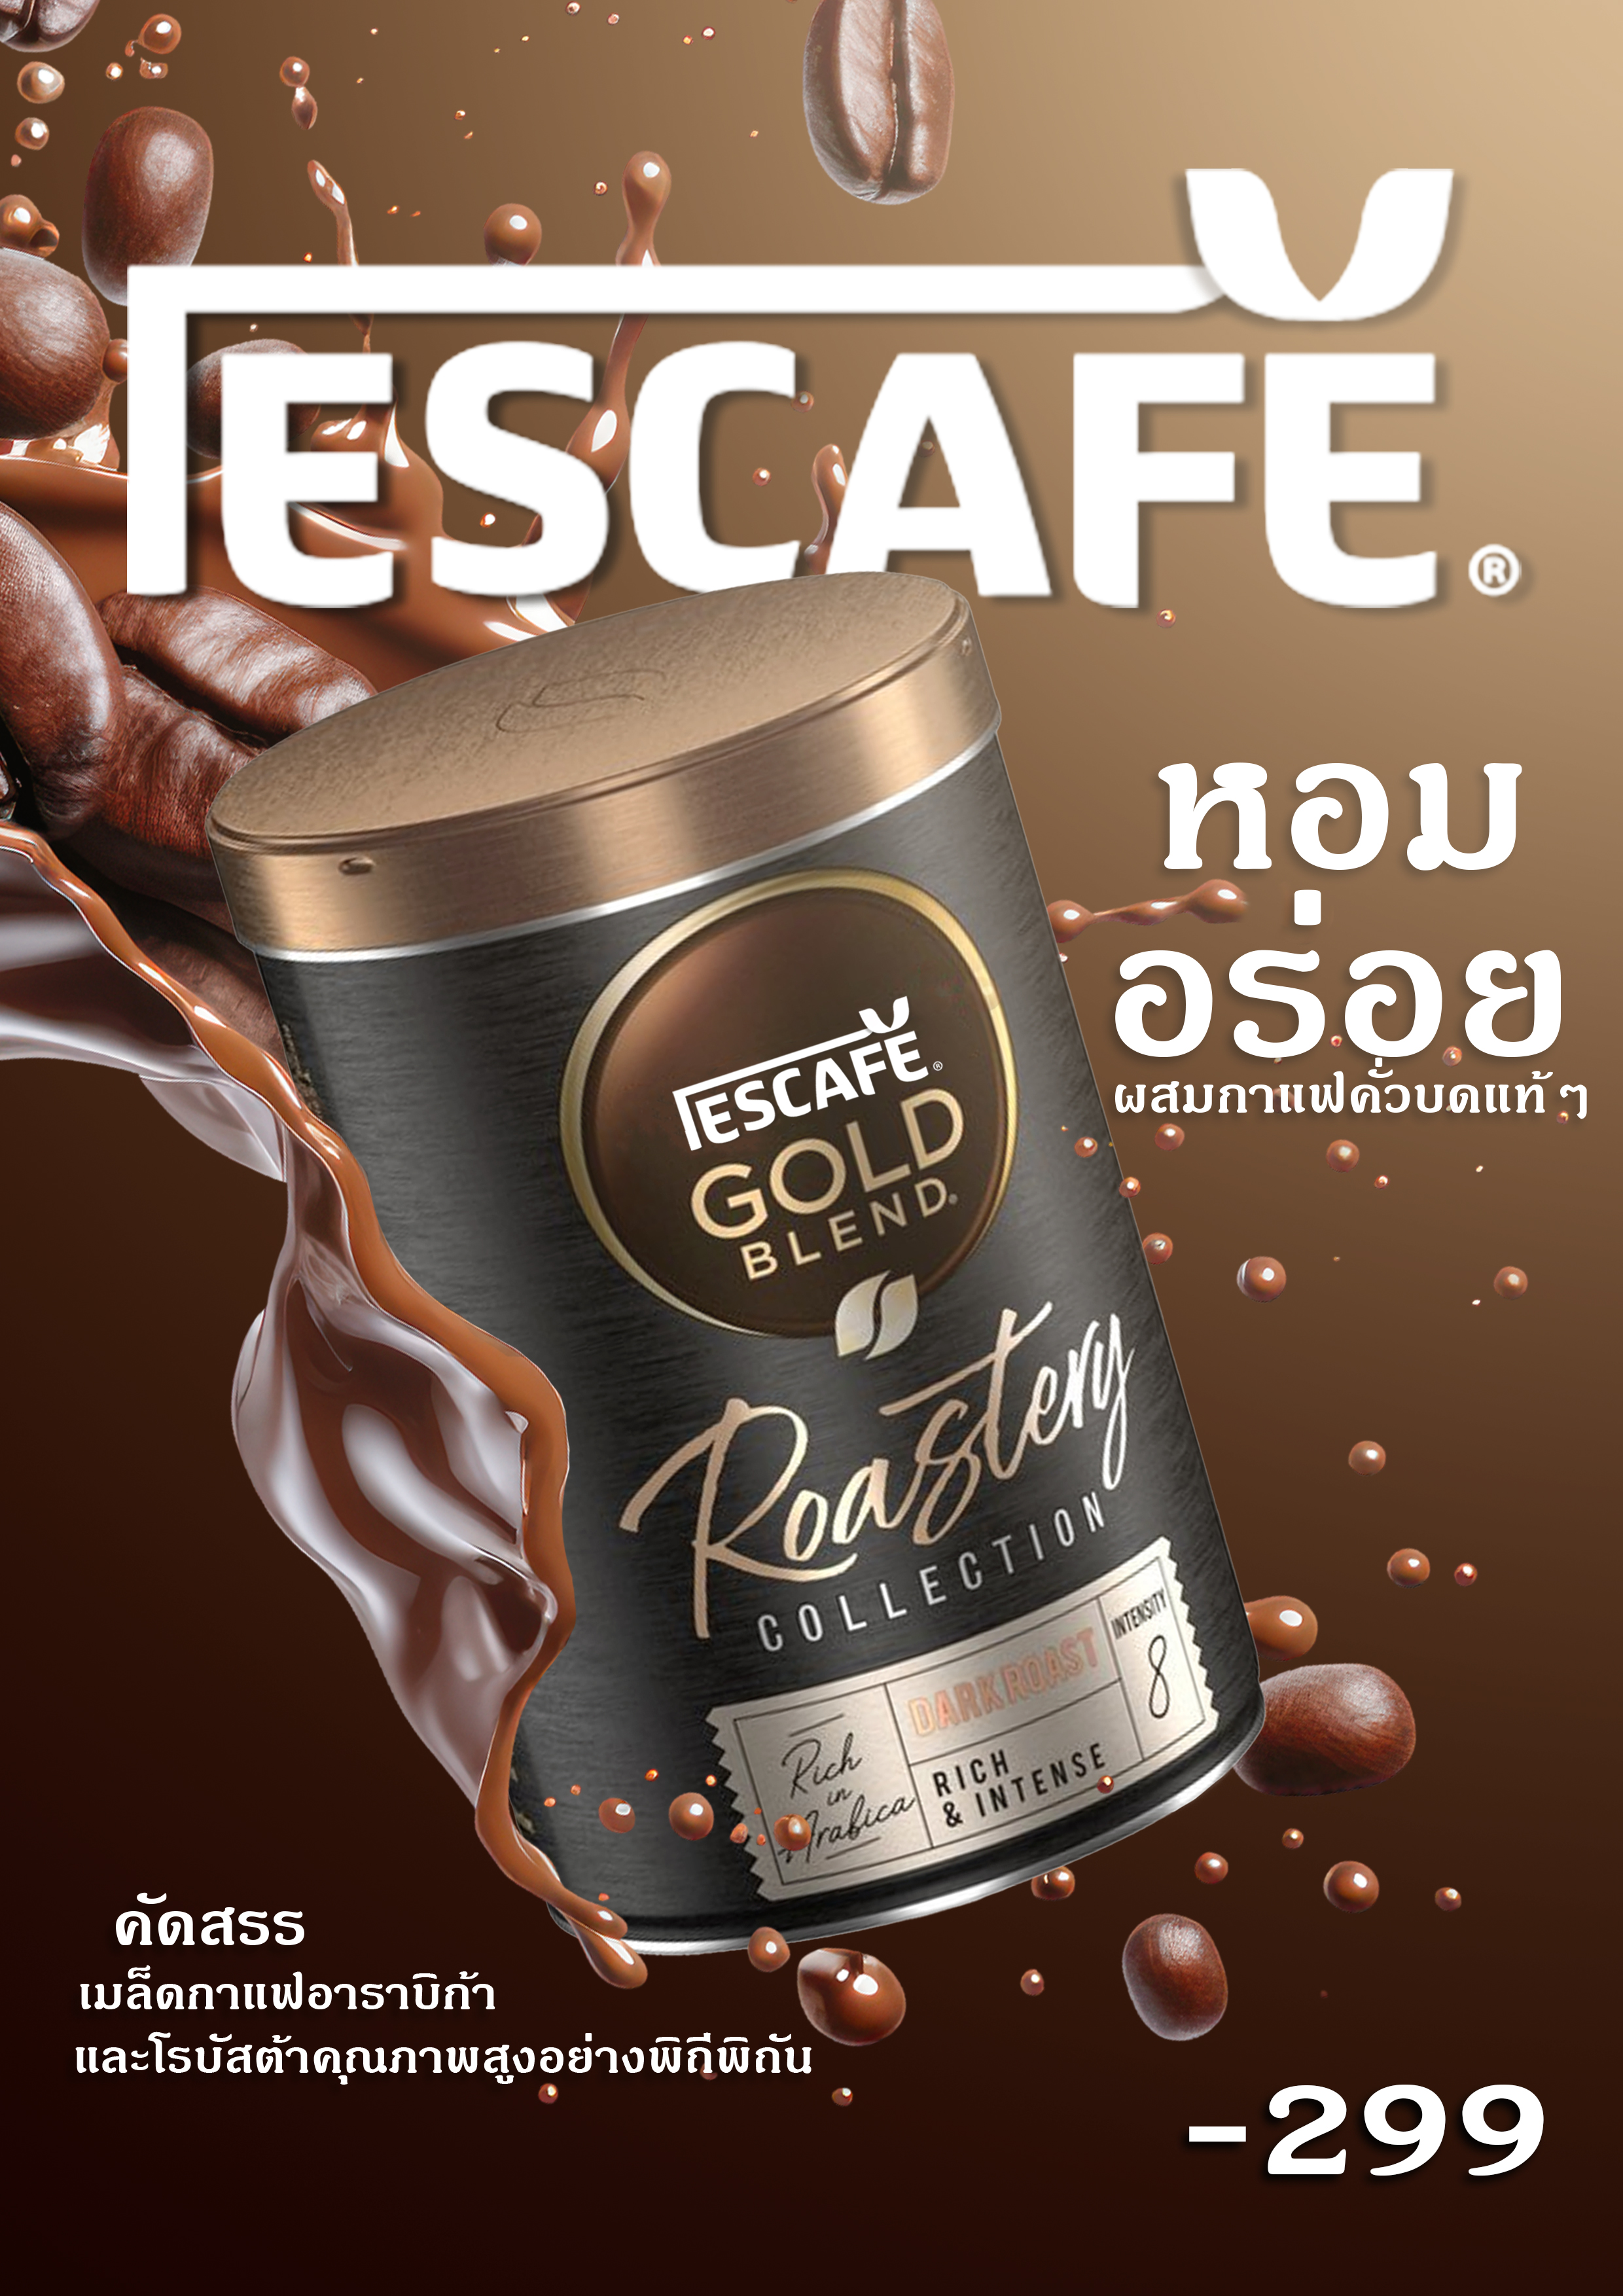 ESCAFÉ®
หอม
อร่อย
ผสมกาแฟคั่วบดแท้ ๆ
ESCAFÉ®
GOLD
BLEND®
Roastery
COLLECTION
Rich
in
Arabica
DARK ROAST
RICH
& INTENSE
INTENSITY
8
คัดสรร
เมล็ดกาแฟอาราบิก้า
และโรบัสต้าคุณภาพสูงอย่างพิถีพิถัน
-299